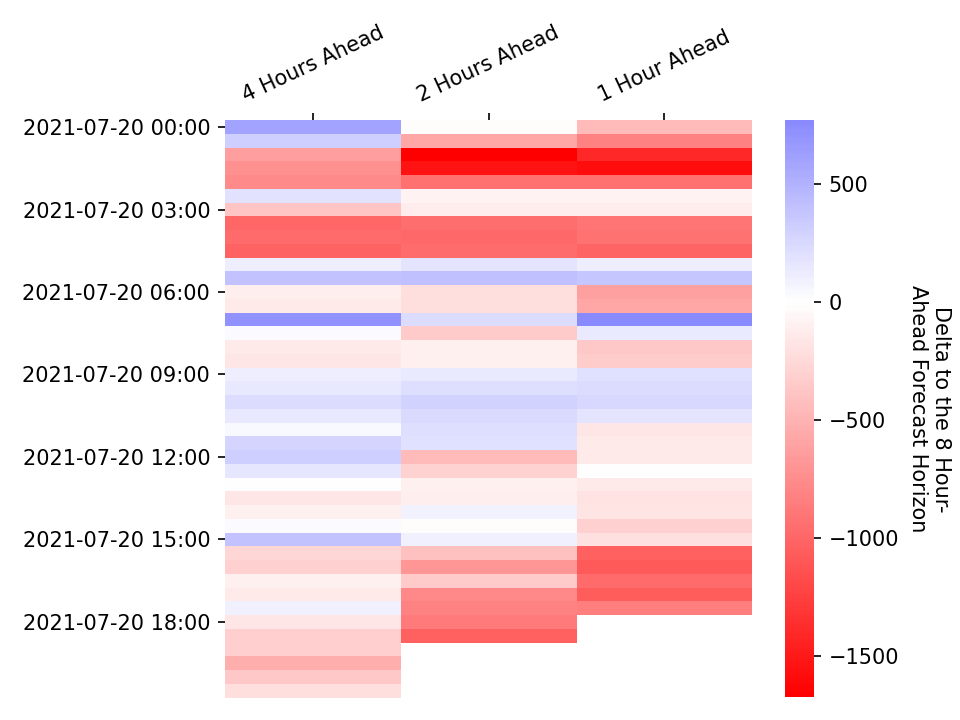 4 Hours Ahead
2 Hours Ahead
1 Hour Ahead
2021-07-20 00:00
2021-07-20 03:00
2021-07-20 06:00
2021-07-20 09:00
2021-07-20 12:00
2021-07-20 15:00
2021-07-20 18:00
500
0
−500
−1000
−1500
Delta to the 8 Hour-
Ahead Forecast Horizon